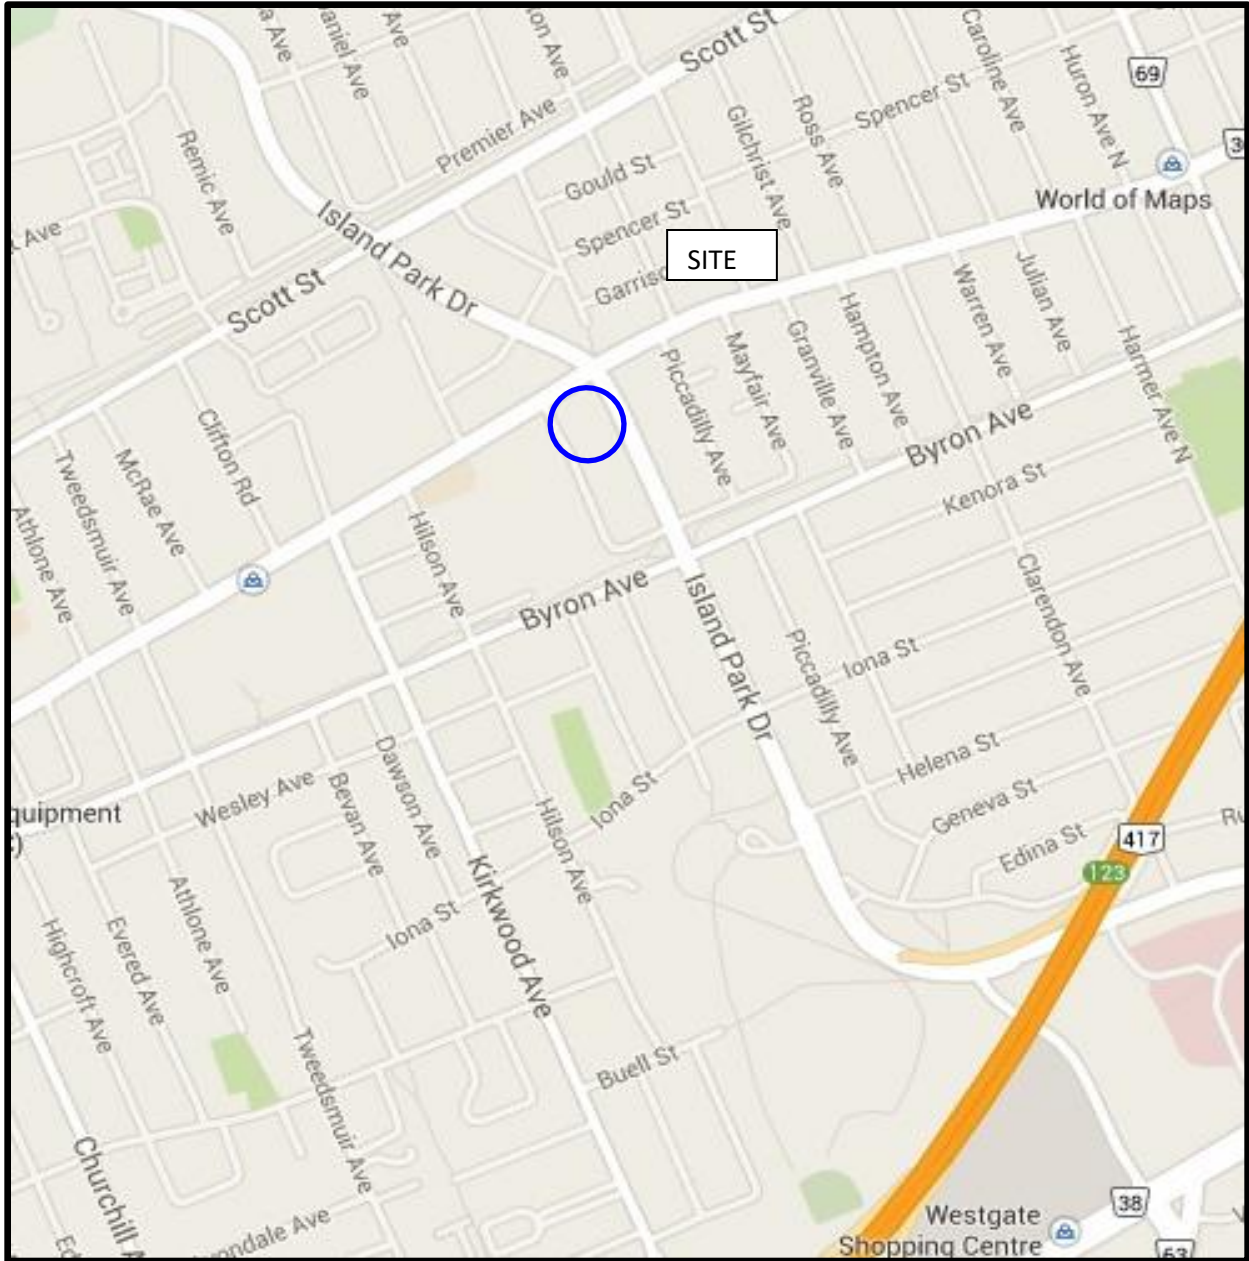 Scott St
Caroline Ave
Huron Ave N
69
Remic Ave
Premier Ave
Gilchrist Ave
Ross Ave
Spencer St
Gould St
World of Maps
Island Park Dr
Spencer St
SITE
Scott St
Julian Ave
Warren Ave
Hampton Ave
Granville Ave
Mayfair Ave
Piccadilly Ave
Harmer Ave N
Clifton Rd
McRae Ave
Tweedsmuir Ave
Athlone Ave
Byron Ave
Kenora St
Hilson Ave
Byron Ave
Island Park Dr
Clarendon Ave
Iona St
Piccadilly Ave
Helena St
Geneva St
Edina St
417
123
Dawson Ave
Wesley Ave
Bevan Ave
Iona St
Hilson Ave
quipment
Kirkwood Ave
Athlone Ave
Iona St
Evered Ave
Highcroft Ave
Tweedsmuir Ave
Buell St
Churchill
38
Westgate
Shopping Centre
63